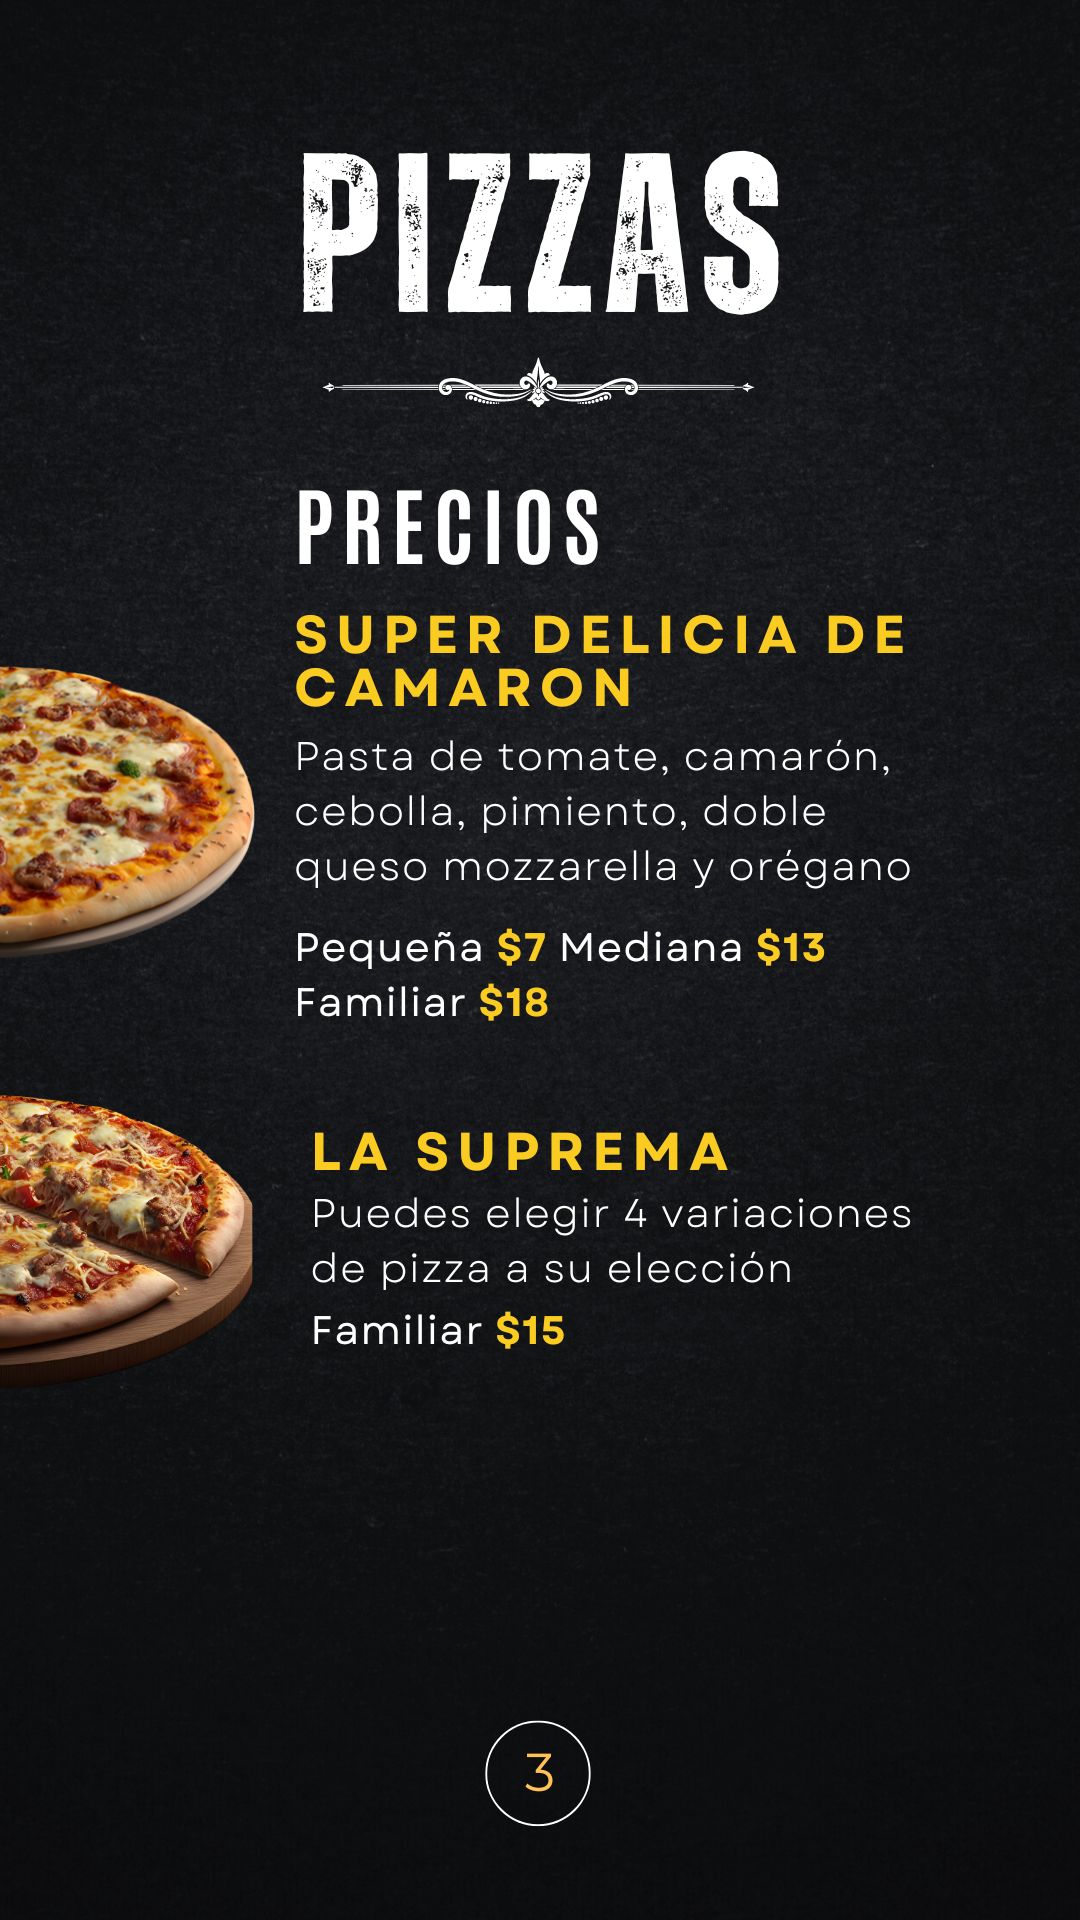 PIZZAS
PRECIOS
SUPER DELICIA DE
CAMARON
Pasta de tomate, camarón,
cebolla, pimiento, doble
queso mozzarella y orégano
Pequeña $7 Mediana $13
Familiar $18
LA SUPREMA
Puedes elegir 4 variaciones
de pizza a su elección
Familiar $15
3